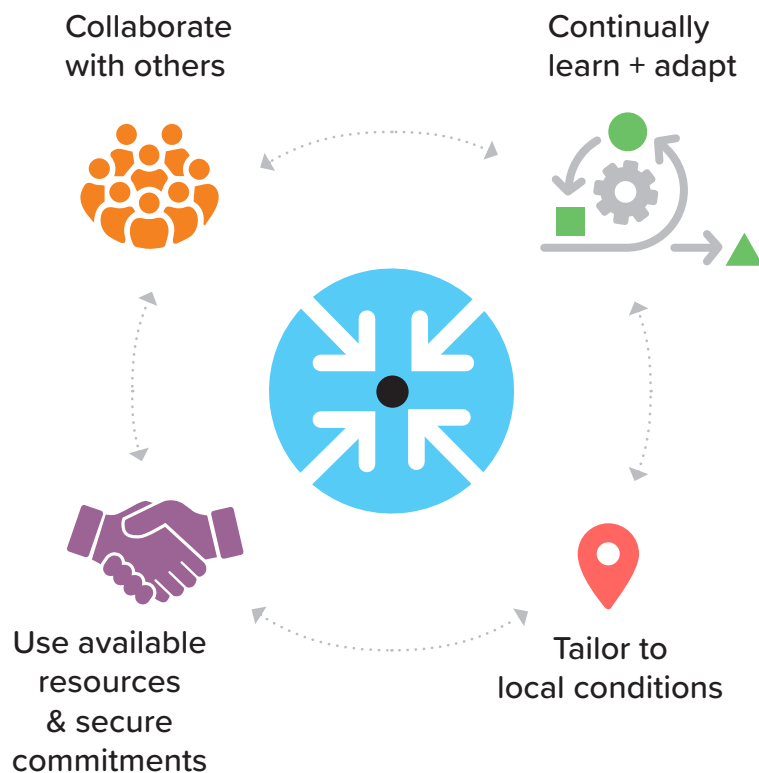 Collaborate
with others
Continually
learn + adapt
Use available
resources
& secure
commitments
Tailor to
local conditions